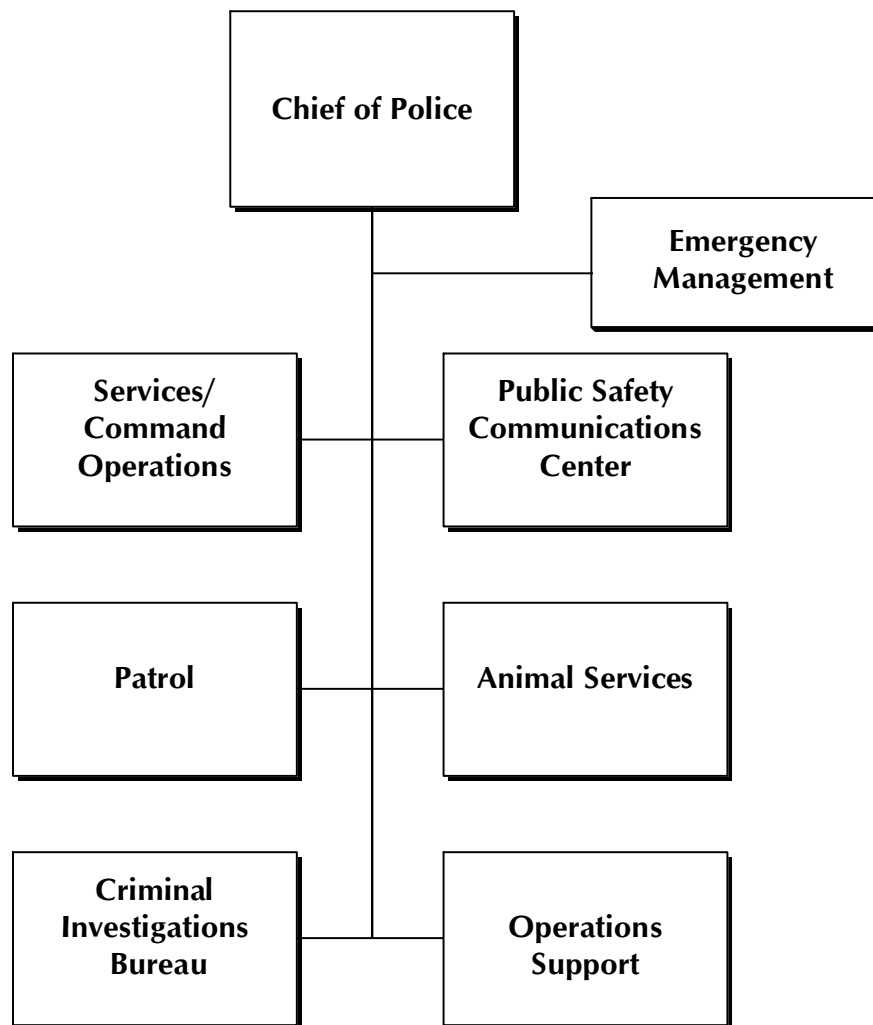 Chief of Police
Emergency
Management
Services/
Command
Operations
Public Safety
Communications
Center
Patrol
Animal Services
Criminal
Investigations
Bureau
Operations
Support